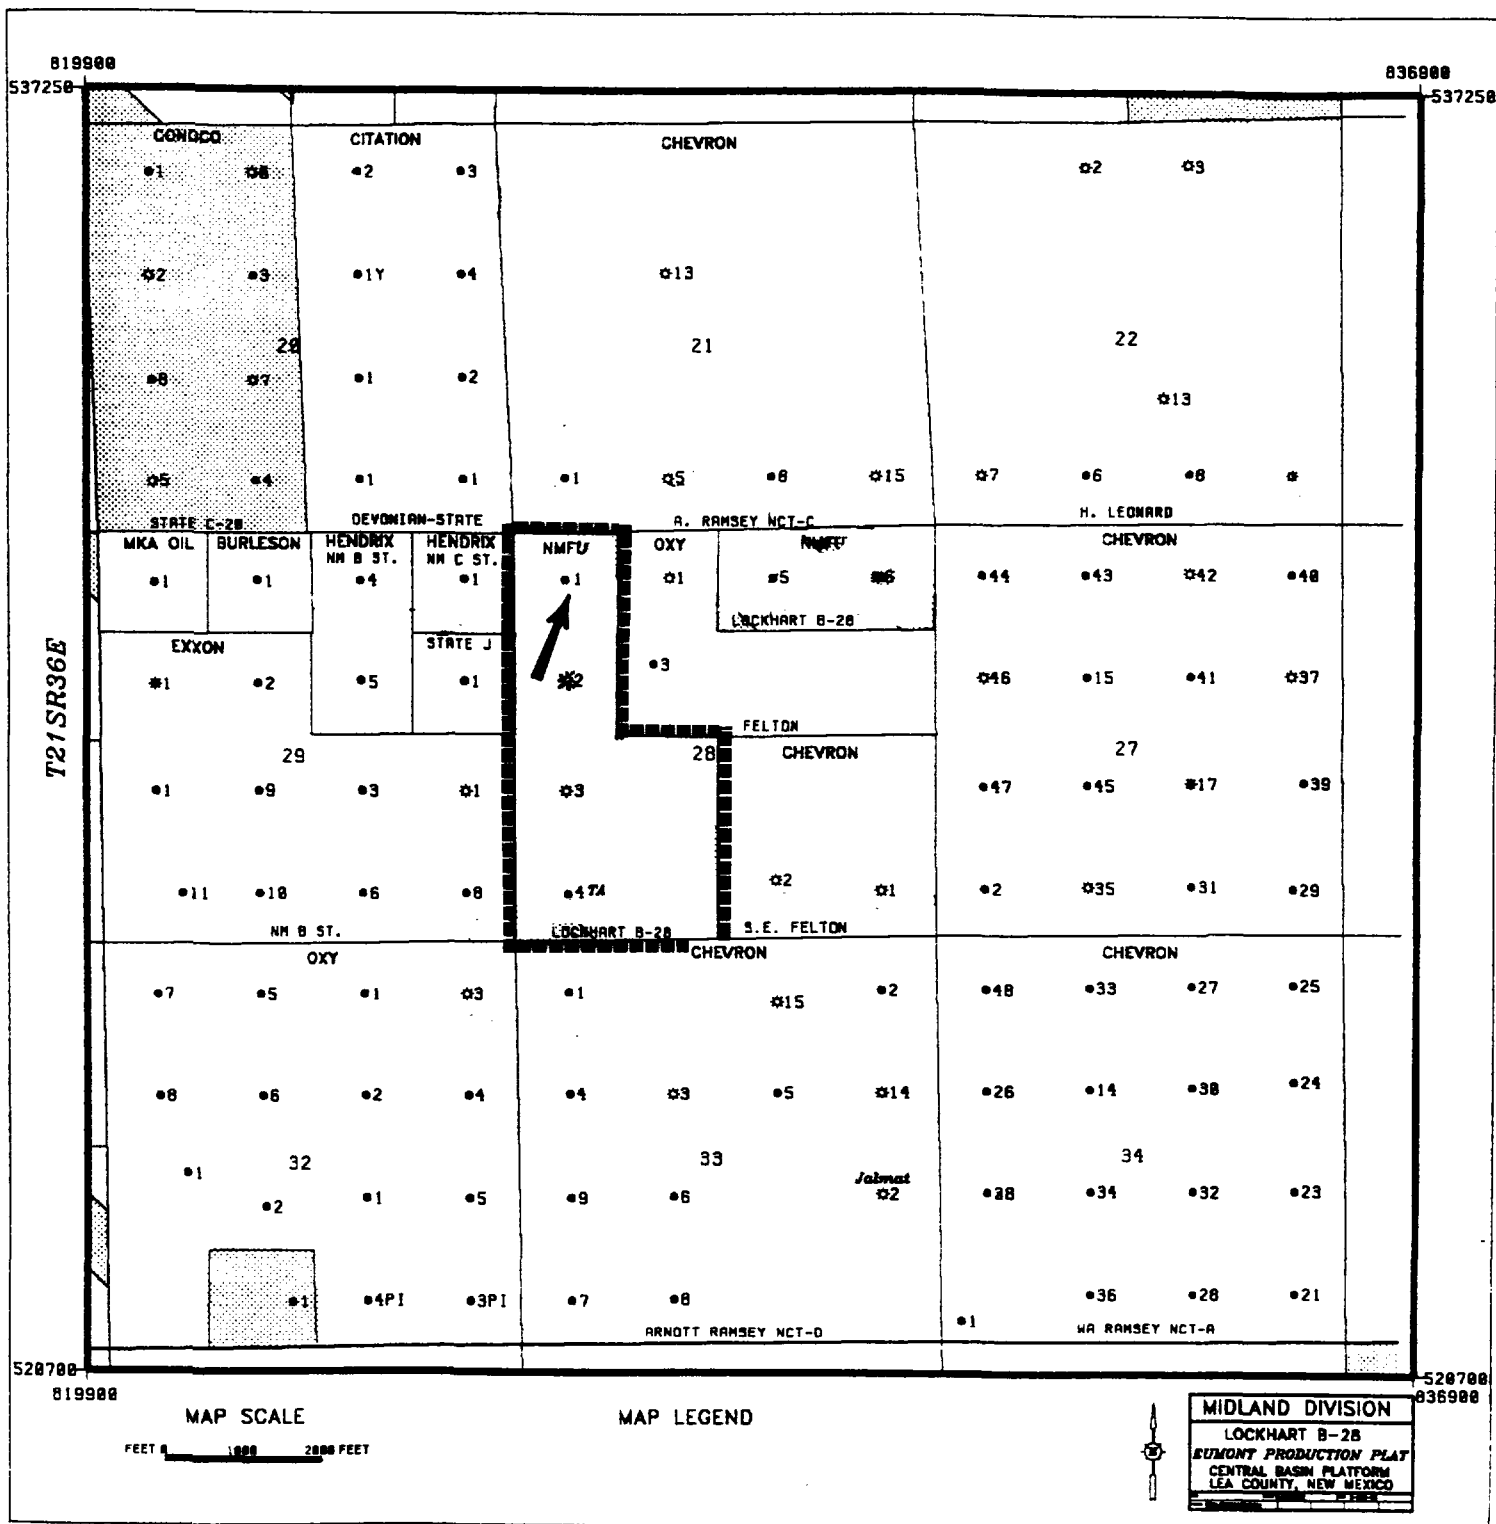 819900
836900
537250
537250
CONOCO CITATION CHEVRON
1 2 3 2
2 3 1Y 4 13
20 21 22
8 7 1 2 13
5 4 1 1 1 5 8 15 7 6 8
STATE C-20 DEVONIAN-STATE A. RAMSEY NCT-C H. LEONARD
MKA OIL BURLESON HENDRIX HENDRIX NMFU OXY CHEVRON
NM B ST. NM C ST.
1 1 4 1 1 1 5 6 44 43 42 40
LOCKHART B-28
EXXON STATE J
3
1 2 5 1 2 46 15 41 37
T21SR36E
FELTON
29 28 CHEVRON 27
1 9 3 1 3 47 45 17 39
2
11 10 6 8 4 TA 1 2 35 31 29
NM B ST. LOCKHART B-28 S.E. FELTON
OXY CHEVRON CHEVRON
7 5 1 3 1 15 2 48 33 27 25
8 6 2 4 4 3 5 14 26 14 30 24
32 33 34
1
Jalmat
2 1 5 9 6 2 34 32 23
1 4PI 3PI 7 8 36 28 21
1
ARNOTT RAMSEY NCT-D WA RAMSEY NCT-A
520700
520700
819900
836900
MAP SCALE MAP LEGEND
FEET 0 1000 2000 FEET
MIDLAND DIVISION
LOCKHART B-28
EUMONT PRODUCTION PLAT
CENTRAL BASIN PLATFORM
LEA COUNTY, NEW MEXICO